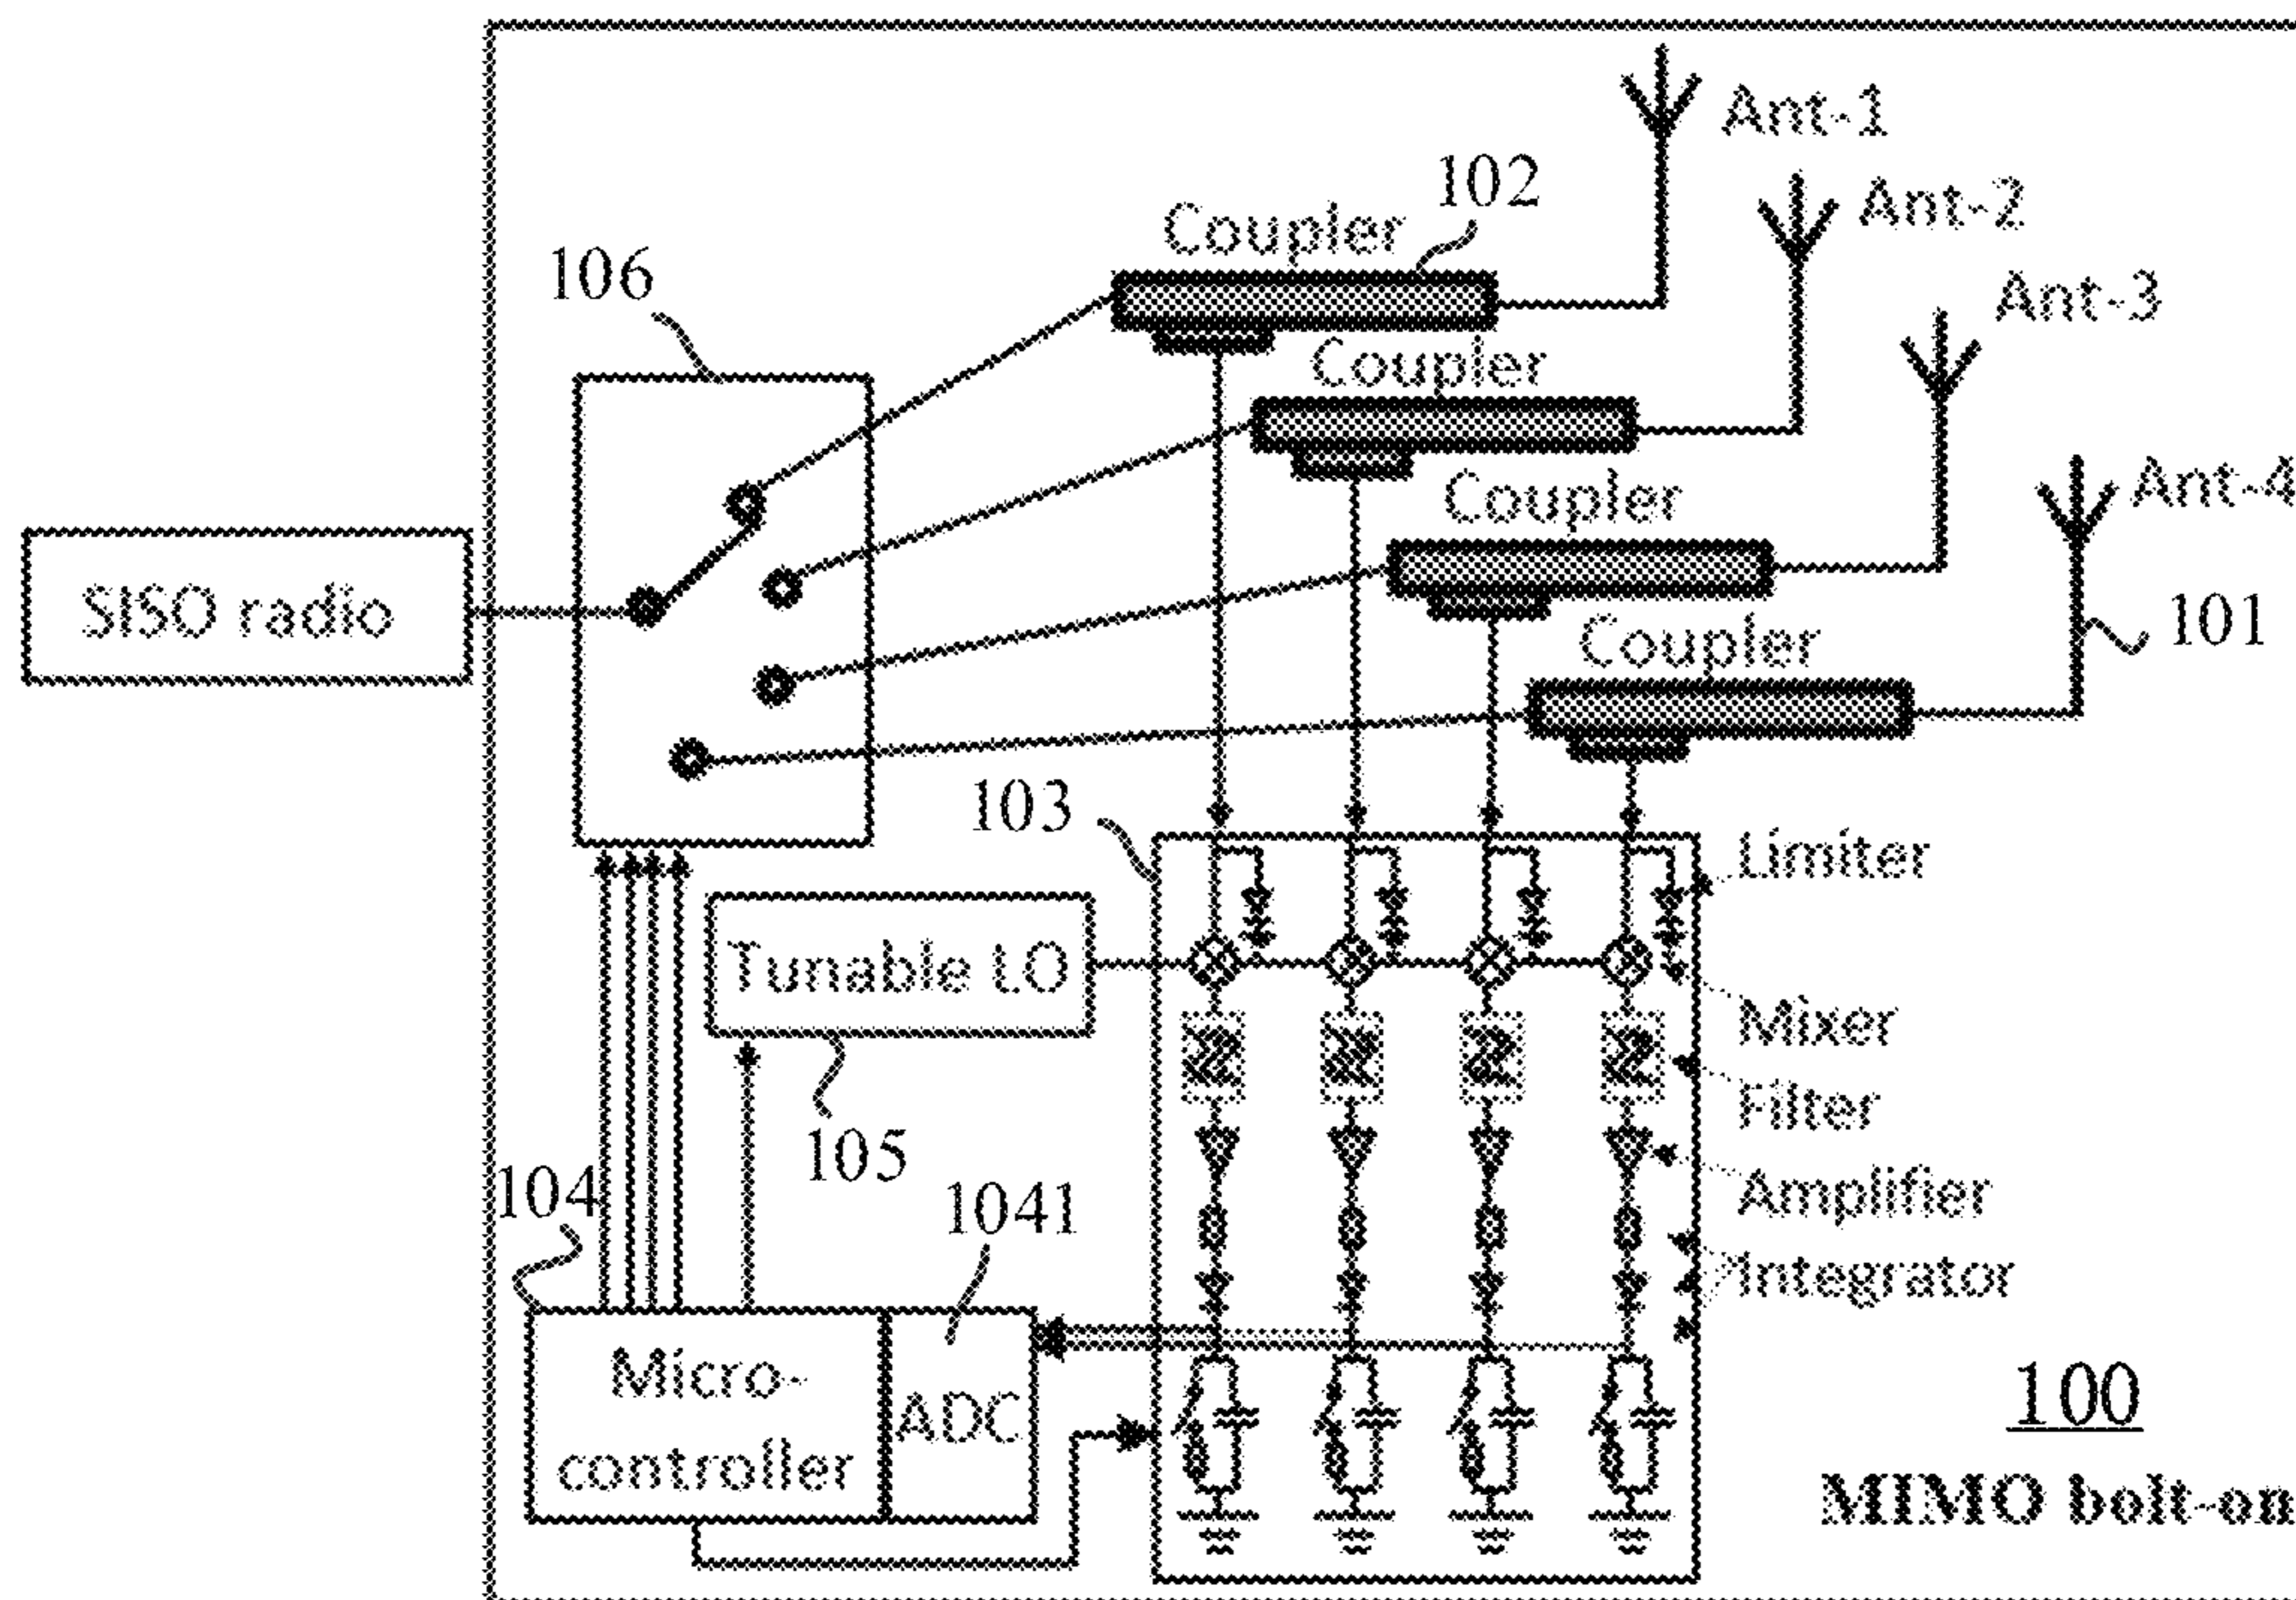 Ant-1
102
Coupler
Ant-2
106
Ant-3
Coupler
Coupler
Ant-4
SISO radio
101
Coupler
103
Limiter
Tunable LO
Mixer
Filter
105
104
1041
Amplifier
Integrator
Micro-
controller
ADC
100
MIMO bolt-on